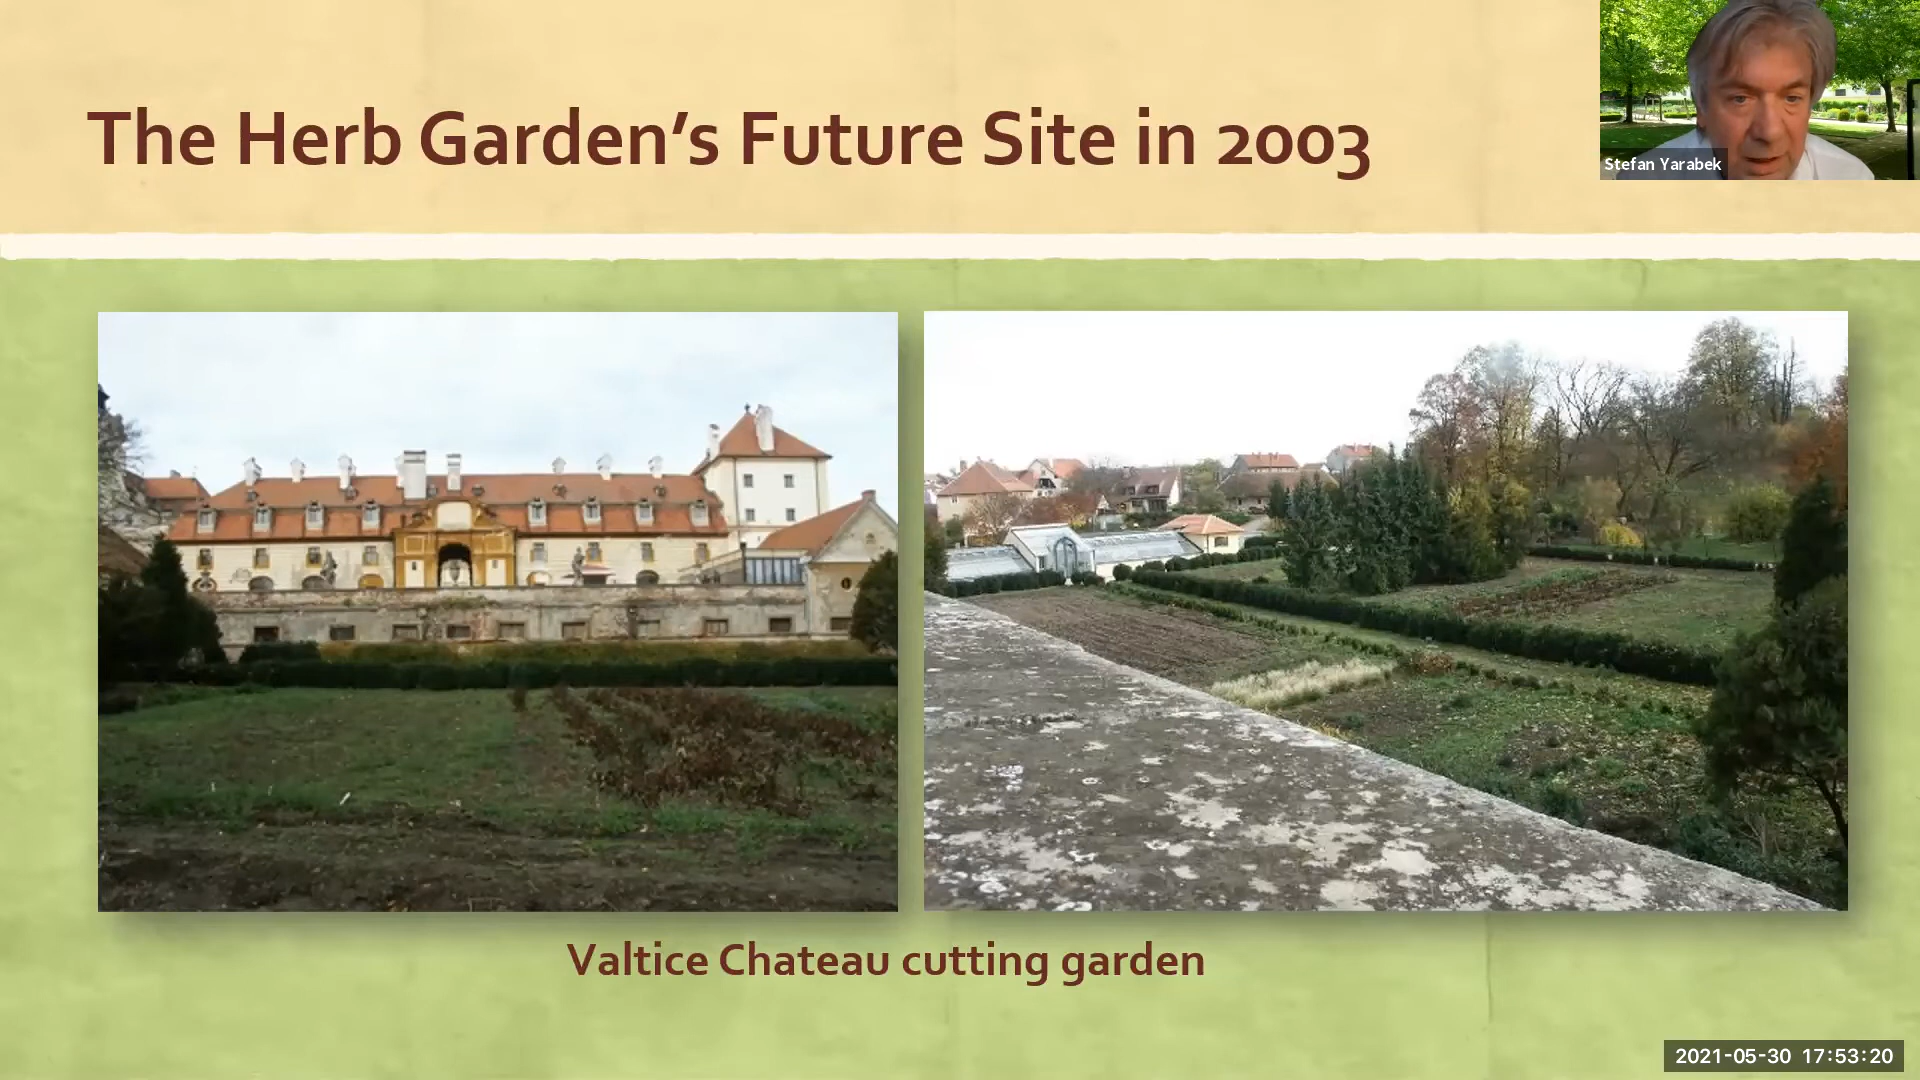 The Herb Garden’s Future Site in 2003
Stefan Yarabek
Valtice Chateau cutting garden
2021-05-30 17:53:20